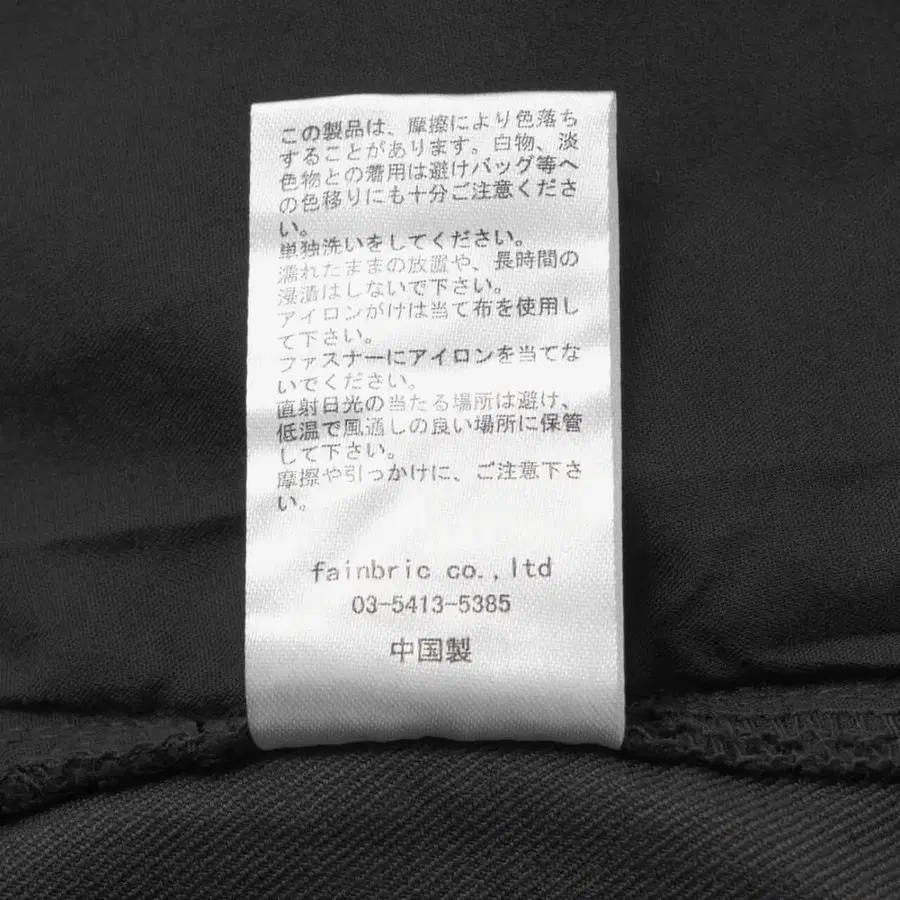 この製品は、摩擦により色落ち
することがあります。白物、淡
色物との着用は避けバッグ等へ
の色移りにも十分ご注意くださ
い。
単独洗いをしてください。
濡れたままの放置や、長時間の
浸漬はしないで下さい。
アイロンがけは当て布を使用し
て下さい。
ファスナーにアイロンを当てな
いでください。
直射日光の当たる場所は避け、
低温で風通しの良い場所に保管
して下さい。
摩擦や引っかけに、ご注意下さ
い。
fainbric co.,ltd
03-5413-5385
中国製